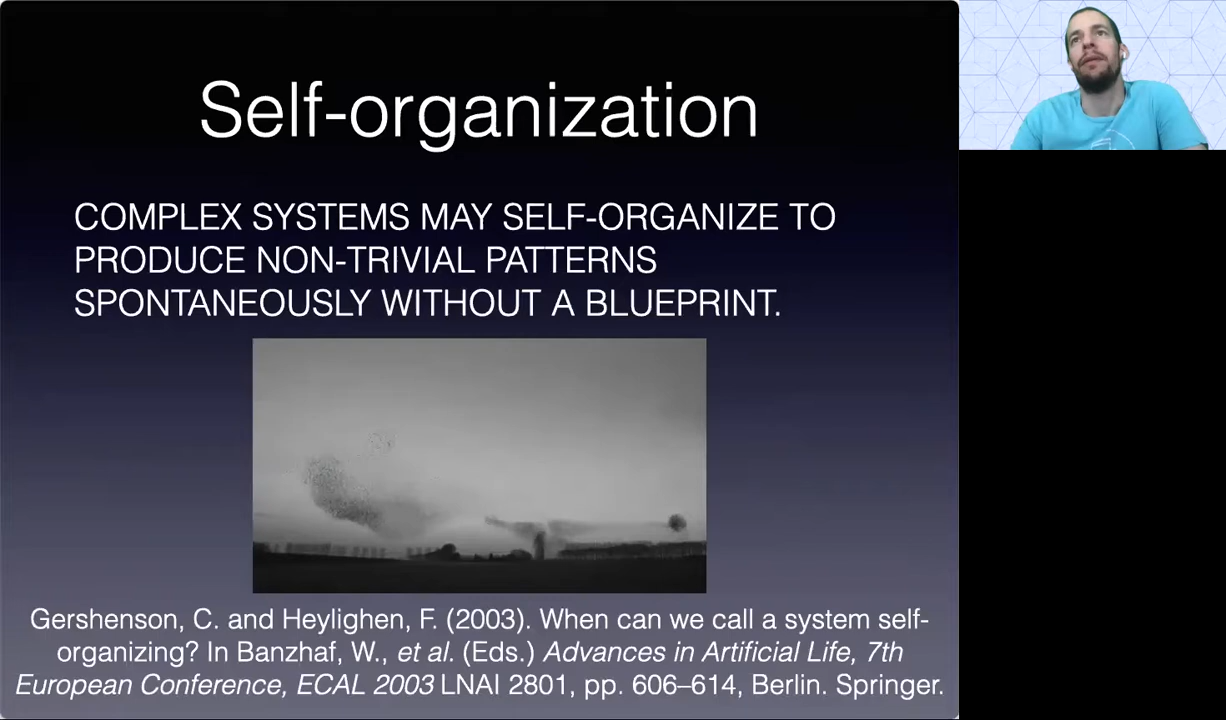 Self-organization
COMPLEX SYSTEMS MAY SELF-ORGANIZE TO
PRODUCE NON-TRIVIAL PATTERNS
SPONTANEOUSLY WITHOUT A BLUEPRINT.
Gershenson, C. and Heylighen, F. (2003). When can we call a system self-
organizing? In Banzhaf, W., et al. (Eds.) Advances in Artificial Life, 7th
European Conference, ECAL 2003 LNAI 2801, pp. 606–614, Berlin. Springer.